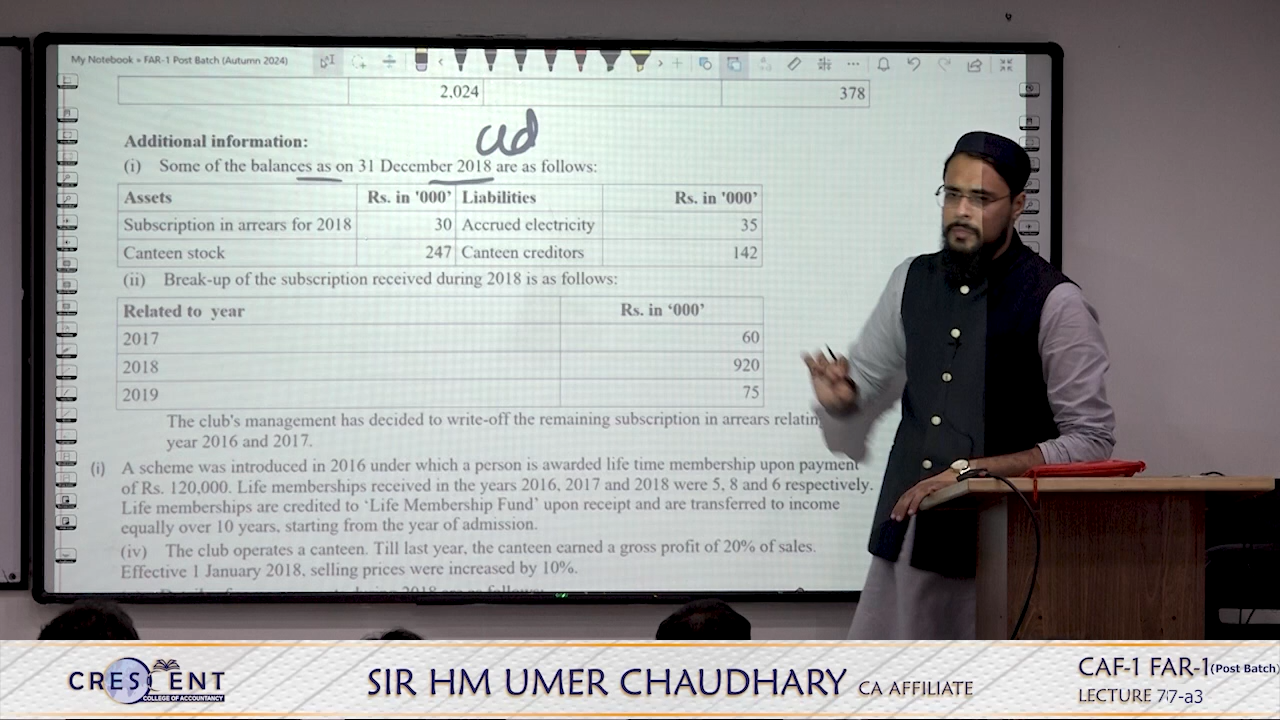 My Notebook » FAR-1 Post Batch (Autumn 2024)
2,024 378
Additional information:
cd
(i) Some of the balances as on 31 December 2018 are as follows:
Assets Rs. in '000' Liabilities Rs. in '000'
Subscription in arrears for 2018 30 Accrued electricity 35
Canteen stock 247 Canteen creditors 142
(ii) Break-up of the subscription received during 2018 is as follows:
Related to year Rs. in ‘000’
2017 60
2018 920
2019 75
The club's management has decided to write-off the remaining subscription in arrears relatin
year 2016 and 2017.
(i) A scheme was introduced in 2016 under which a person is awarded life time membership upon payment
of Rs. 120,000. Life memberships received in the years 2016, 2017 and 2018 were 5, 8 and 6 respectively.
Life memberships are credited to ‘Life Membership Fund’ upon receipt and are transferred to income
equally over 10 years, starting from the year of admission.
(iv) The club operates a canteen. Till last year, the canteen earned a gross profit of 20% of sales.
Effective 1 January 2018, selling prices were increased by 10%.
CRESCENT
COLLEGE OF ACCOUNTANCY
SIR HM UMER CHAUDHARY CA AFFILIATE
CAF-1 FAR-1 (Post Batch)
LECTURE 77-a3